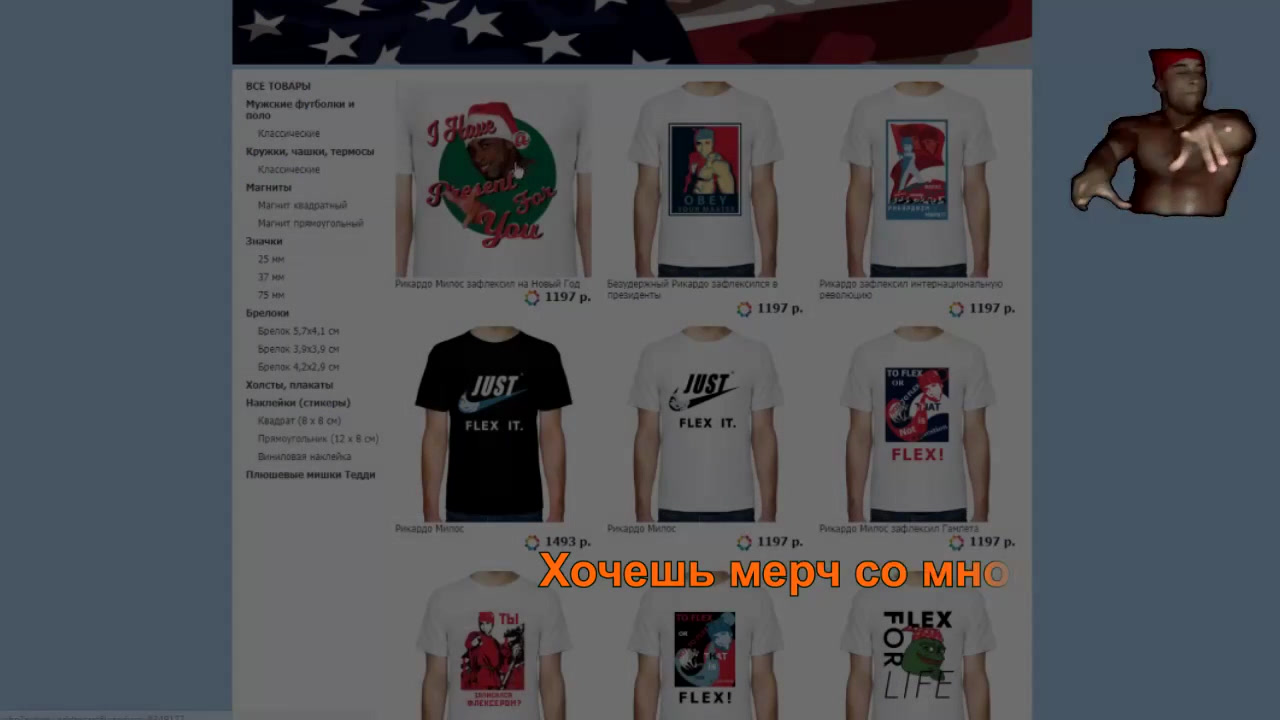 ВСЕ ТОВАРЫ
Мужские футболки и
поло
Классические
Кружки, чашки, термосы
Классические
Магниты
Магнит квадратный
Магнит прямоугольный
Значки
25 мм
37 мм
75 мм
Брелоки
Брелок 5,7x4,1 см
Брелок 3,9x3,9 см
Брелок 4,2x2,9 см
Холсты, плакаты
Наклейки (стикеры)
Квадрат (8 x 8 см)
Прямоугольник (12 x 8 см)
Виниловая наклейка
Плюшевые мишки Тедди
I Have
a
Present For
You
Рикардо Милос зафлексил на Новый Год
1197 р.
OBEY
YOUR MASTER
Безудержный Рикардо зафлексился в
президенты
1197 р.
Рикардо зафлексил интернациональную
революцию
1197 р.
JUST
FLEX IT.
Рикардо Милос
1493 р.
JUST
FLEX IT.
Рикардо Милос
1197 р.
TO FLEX
OR
Not
FLEX!
Рикардо Милос зафлексил Гамлета
1197 р.
Хочешь мерч со мно
ТЫ
ЗАПИСАЛСЯ
ФЛЕКСЕРОМ?
TO FLEX
OR
FLEX!
FLEX
FOR
LIFE